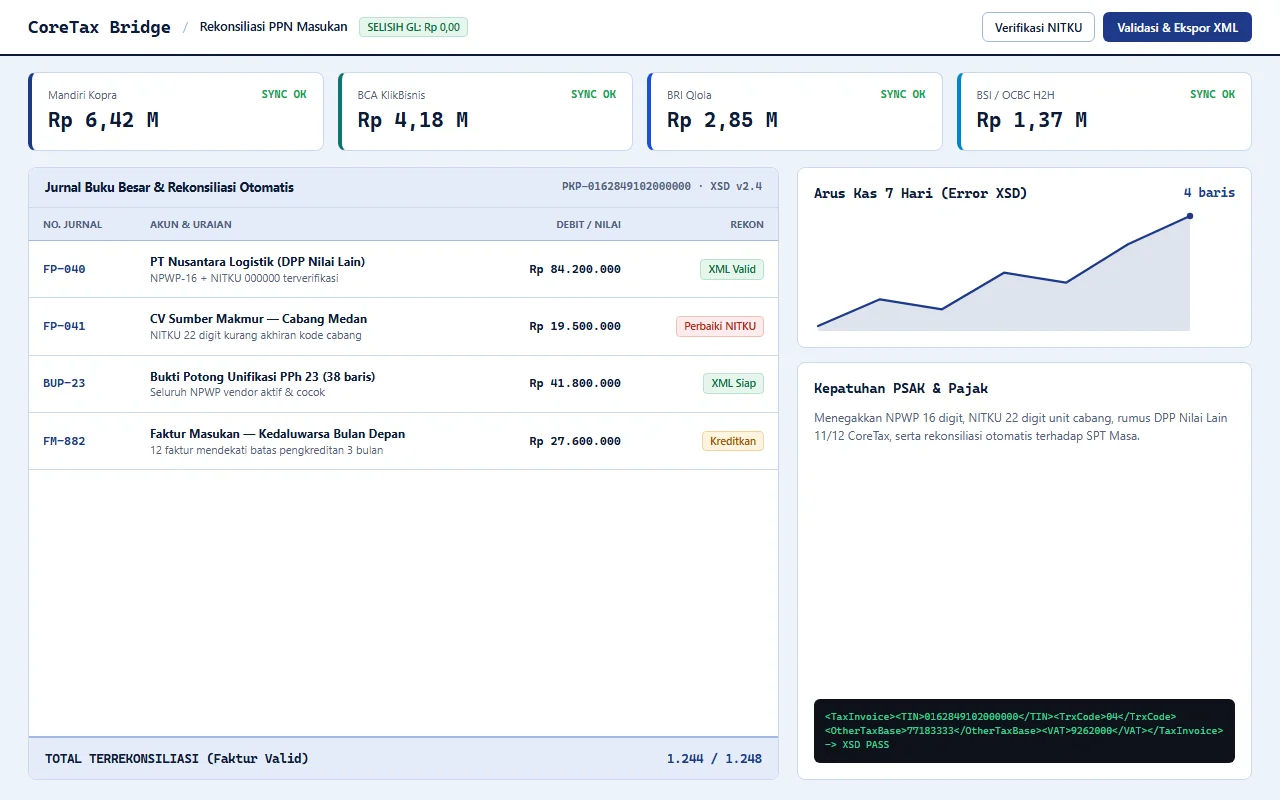 CoreTax Bridge / Rekonsiliasi PPN Masukan SELISIH GL: Rp 0,00 Verifikasi NITKU Validasi & Ekspor XML
Mandiri Kopra SYNC OK
Rp 6,42 M
BCA KlikBisnis SYNC OK
Rp 4,18 M
BRI Qlola SYNC OK
Rp 2,85 M
BSI / OCBC H2H SYNC OK
Rp 1,37 M
Jurnal Buku Besar & Rekonsiliasi Otomatis PKP-0162849102000000 · XSD v2.4
NO. JURNAL AKUN & URAIAN DEBIT / NILAI REKON
FP-040 PT Nusantara Logistik (DPP Nilai Lain) Rp 84.200.000 XML Valid
NPWP-16 + NITKU 000000 terverifikasi
FP-041 CV Sumber Makmur — Cabang Medan Rp 19.500.000 Perbaiki NITKU
NITKU 22 digit kurang akhiran kode cabang
BUP-23 Bukti Potong Unifikasi PPh 23 (38 baris) Rp 41.800.000 XML Siap
Seluruh NPWP vendor aktif & cocok
FM-882 Faktur Masukan — Kedaluwarsa Bulan Depan Rp 27.600.000 Kreditkan
12 faktur mendekati batas pengkreditan 3 bulan
TOTAL TERREKONSILIASI (Faktur Valid) 1.244 / 1.248
Arus Kas 7 Hari (Error XSD) 4 baris
Kepatuhan PSAK & Pajak
Menegakkan NPWP 16 digit, NITKU 22 digit unit cabang, rumus DPP Nilai Lain
11/12 CoreTax, serta rekonsiliasi otomatis terhadap SPT Masa.
<TaxInvoice><TIN>0162849102000000</TIN><TrxCode>04</TrxCode>
<OtherTaxBase>77183333</OtherTaxBase><VAT>9262000</VAT></TaxInvoice>
-> XSD PASS